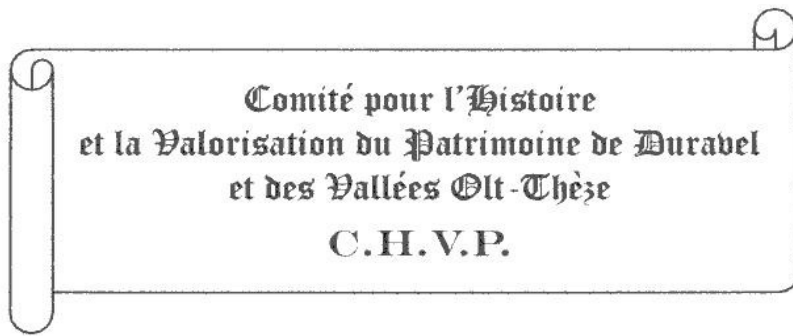 Comité pour l'Histoire
et la Valorisation du Patrimoine de Duravel
et des Vallées Olt-Thèze
C.H.V.P.